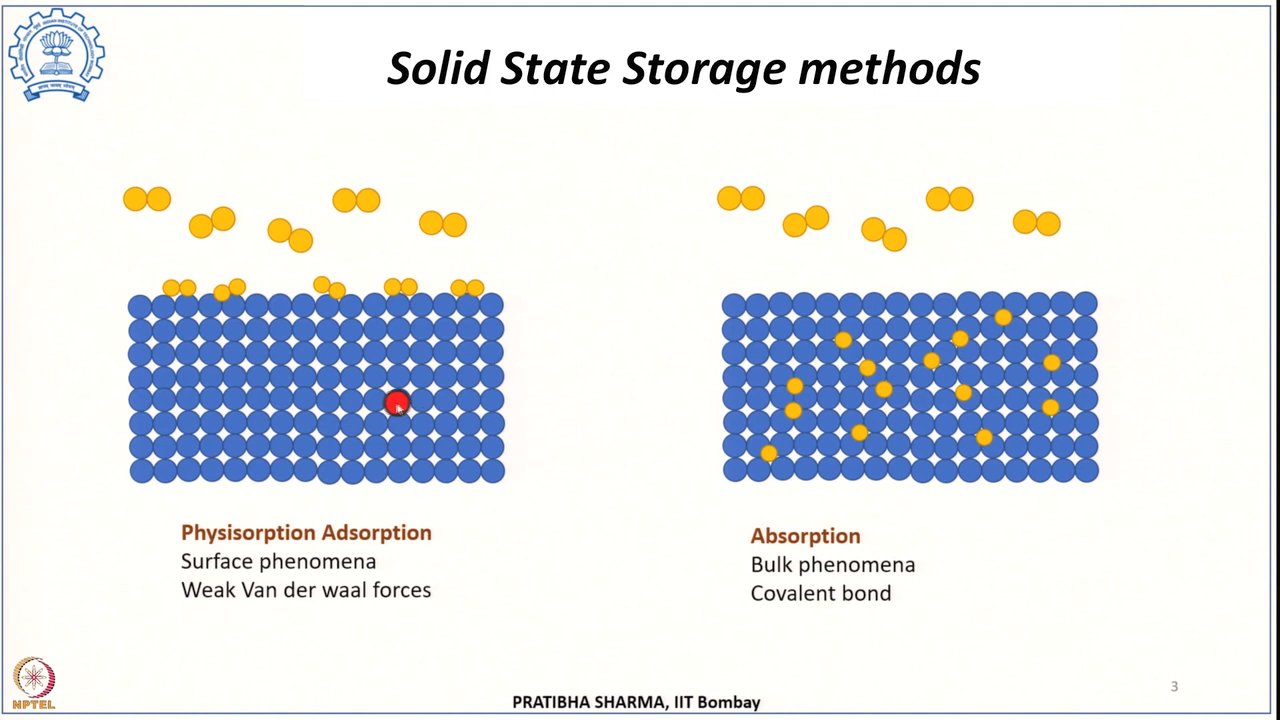 Solid State Storage methods
Physisorption Adsorption
Surface phenomena
Weak Van der waal forces
Absorption
Bulk phenomena
Covalent bond
3
NPTEL
PRATIBHA SHARMA, IIT Bombay